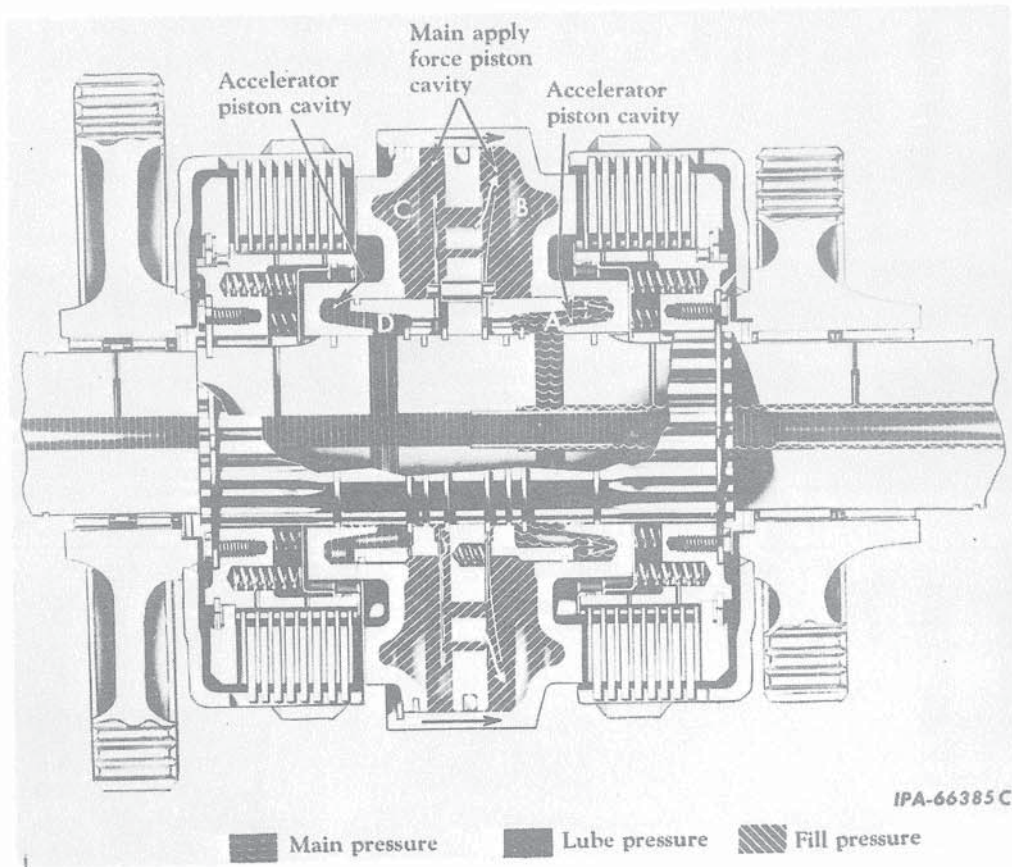 Main apply
force piston
cavity
Accelerator
piston cavity
Accelerator
piston cavity
C
B
D
A
IPA-66385 C
Main pressure
Lube pressure
Fill pressure